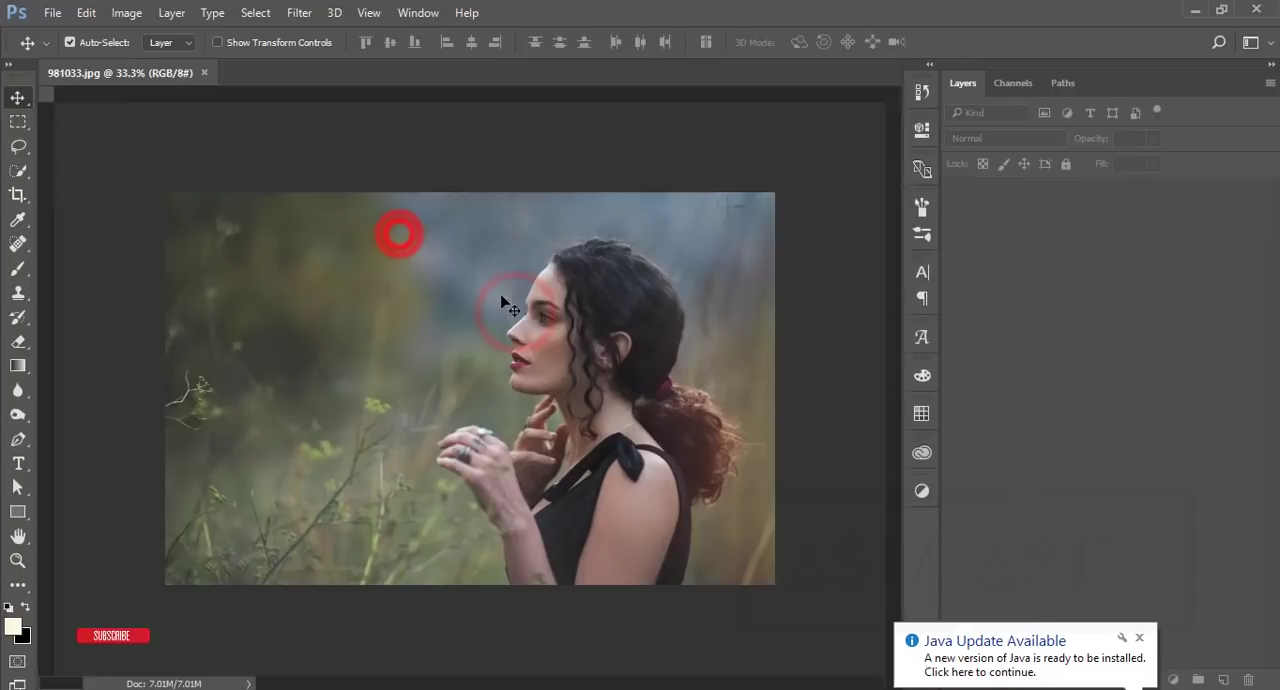 Ps File Edit Image Layer Type Select Filter 3D View Window Help
Auto-Select: Layer Show Transform Controls 3D Mode:
981033.jpg @ 33.3% (RGB/8#) ×
Layers Channels Paths
Kind
Normal Opacity:
Lock: Fill:
SUBSCRIBE
Java Update Available
A new version of Java is ready to be installed.
Click here to continue.
Doc: 7.01M/7.01M